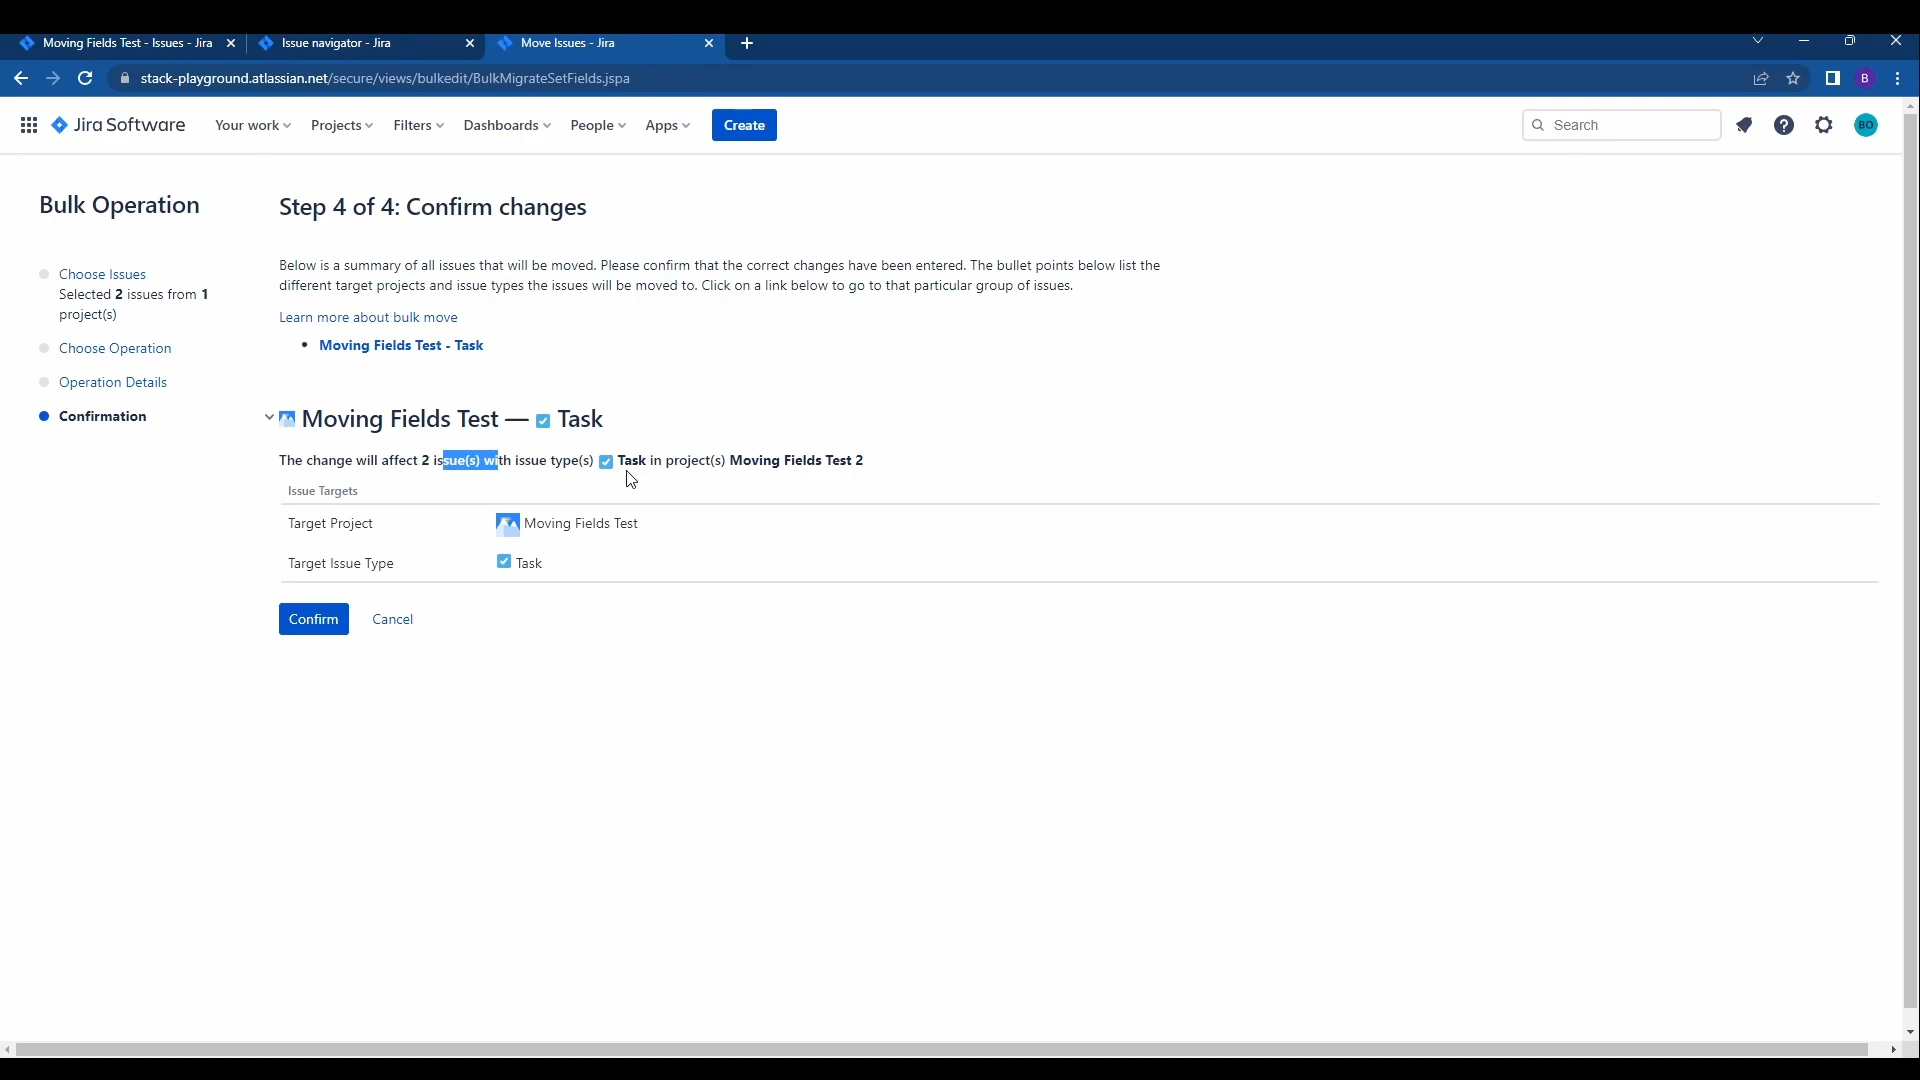 Moving Fields Test - Issues - Jira
Issue navigator - Jira
Move Issues - Jira
stack-playground.atlassian.net/secure/views/bulkedit/BulkMigrateSetFields.jspa
B
Jira Software
Your work
Projects
Filters
Dashboards
People
Apps
Create
Search
BO
Bulk Operation
Step 4 of 4: Confirm changes
Choose Issues
Selected 2 issues from 1
project(s)
Choose Operation
Operation Details
Confirmation
Below is a summary of all issues that will be moved. Please confirm that the correct changes have been entered. The bullet points below list the
different target projects and issue types the issues will be moved to. Click on a link below to go to that particular group of issues.
Learn more about bulk move
• Moving Fields Test - Task
Moving Fields Test — Task
The change will affect 2 issue(s) with issue type(s) Task in project(s) Moving Fields Test 2
Issue Targets
Target Project Moving Fields Test
Target Issue Type Task
Confirm
Cancel